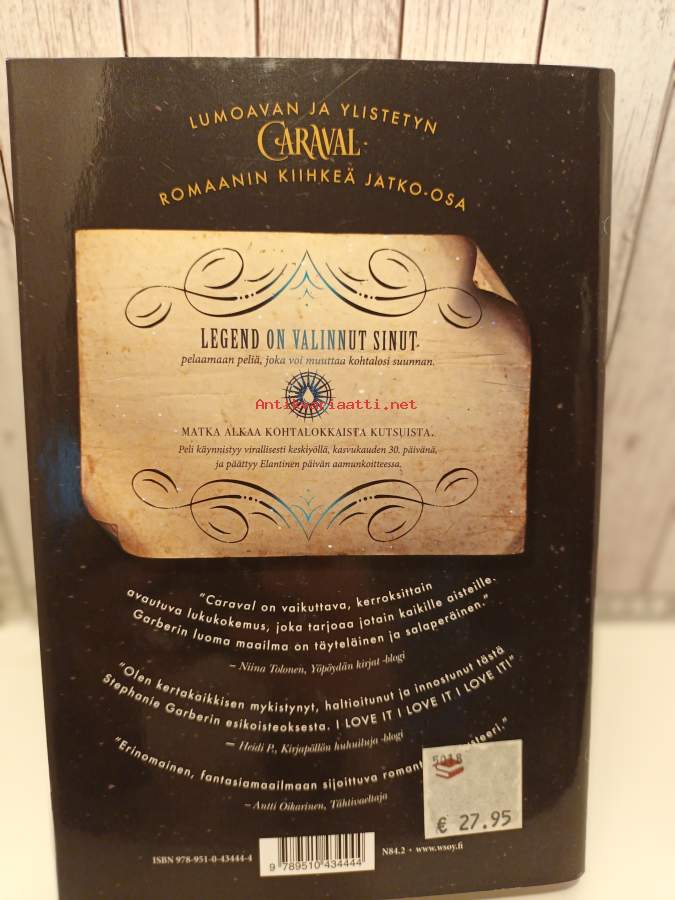 LUMOAVAN JA YLISTETYN
CARAVAL-
ROMAANIN KIIHKEÄ JATKO-OSA
LEGEND ON VALINNUT SINUT
pelaamaan peliä, joka voi muuttaa kohtalosi suunnan.
Antikvariaatti.net
MATKA ALKAA KOHTALOKKAISTA KUTSUISTA.
Peli käynnistyy virallisesti keskiyöllä, kasvukauden 30. päivänä,
ja päättyy Elantinen päivän aamunkoitteessa.
"Caraval on vaikuttava, kerroksittain
avautuva lukukokemus, joka tarjoaa jotain kaikille aisteille.
Garberin luoma maailma on täyteläinen ja salaperäinen."
– Niina Tolonen, Yöpöydän kirjat -blogi
"Olen kertakaikkisen mykistynyt, haltioitunut ja innostunut tästä
Stephanie Garberin esikoisteoksesta. I LOVE IT I LOVE IT I LOVE IT!"
– Heidi P., Kirjapöllön huhuiluja -blogi
"Erinomainen, fantasiamaailmaan sijoittuva
– Antti Oikarinen, Tähtivaeltaja
5018
€ 27.95
ISBN 978-951-0-43444-4
9 789510 434444
N84.2 • www.wsoy.fi